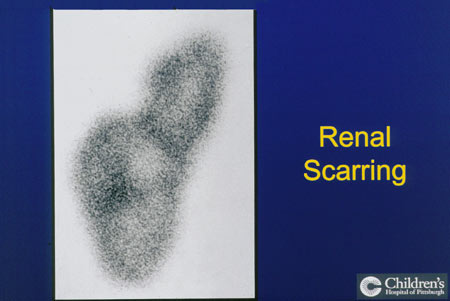 Renal
Scarring
Children's
Hospital of Pittsburgh